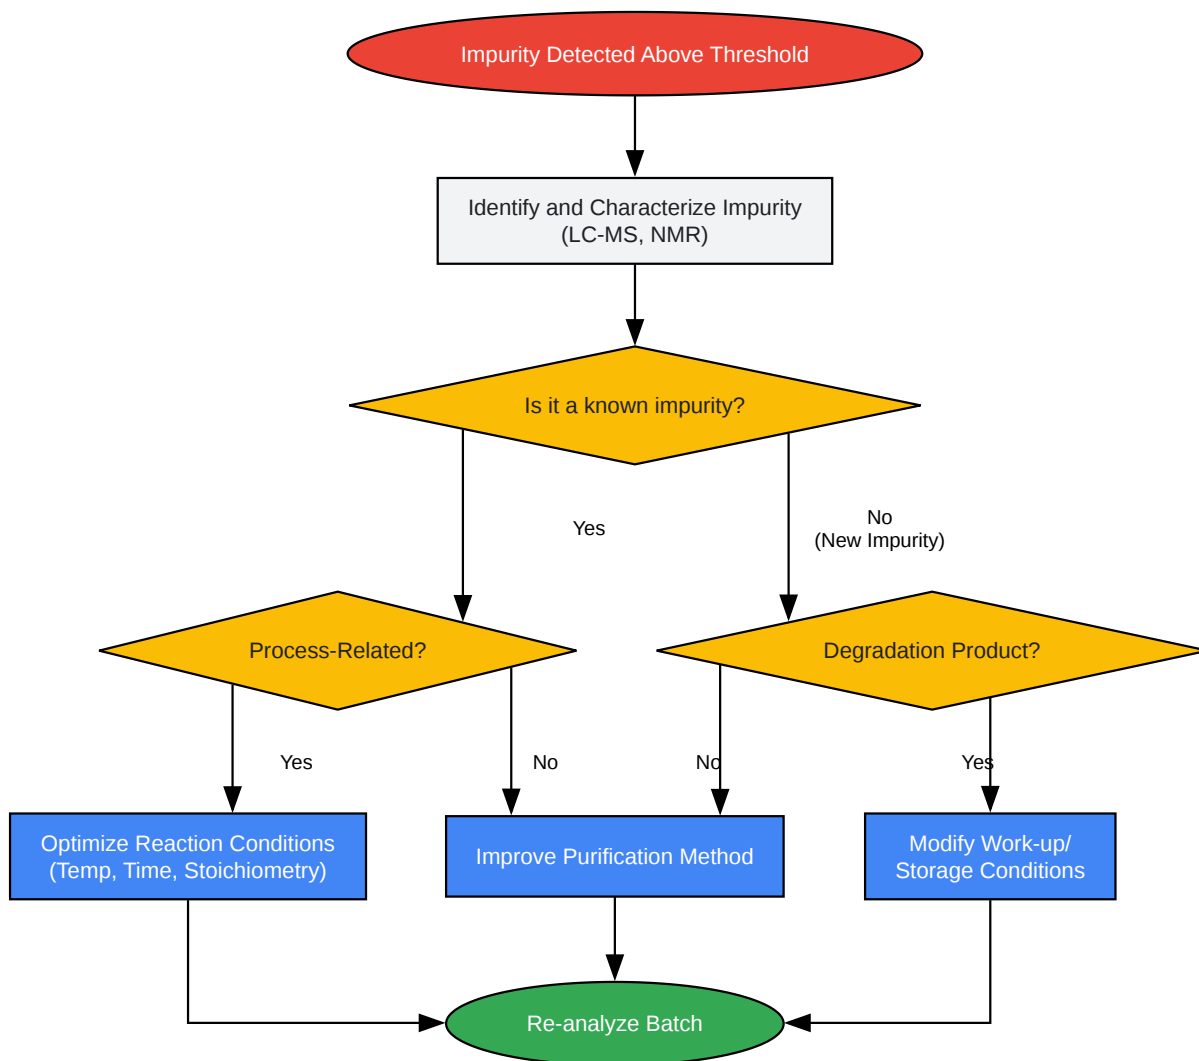 Impurity Detected Above Threshold
Identify and Characterize Impurity
(LC-MS, NMR)
Is it a known impurity?
Yes
No
(New Impurity)
Process-Related?
Degradation Product?
Yes
No
No
Yes
Optimize Reaction Conditions
(Temp, Time, Stoichiometry)
Improve Purification Method
Modify Work-up/
Storage Conditions
Re-analyze Batch